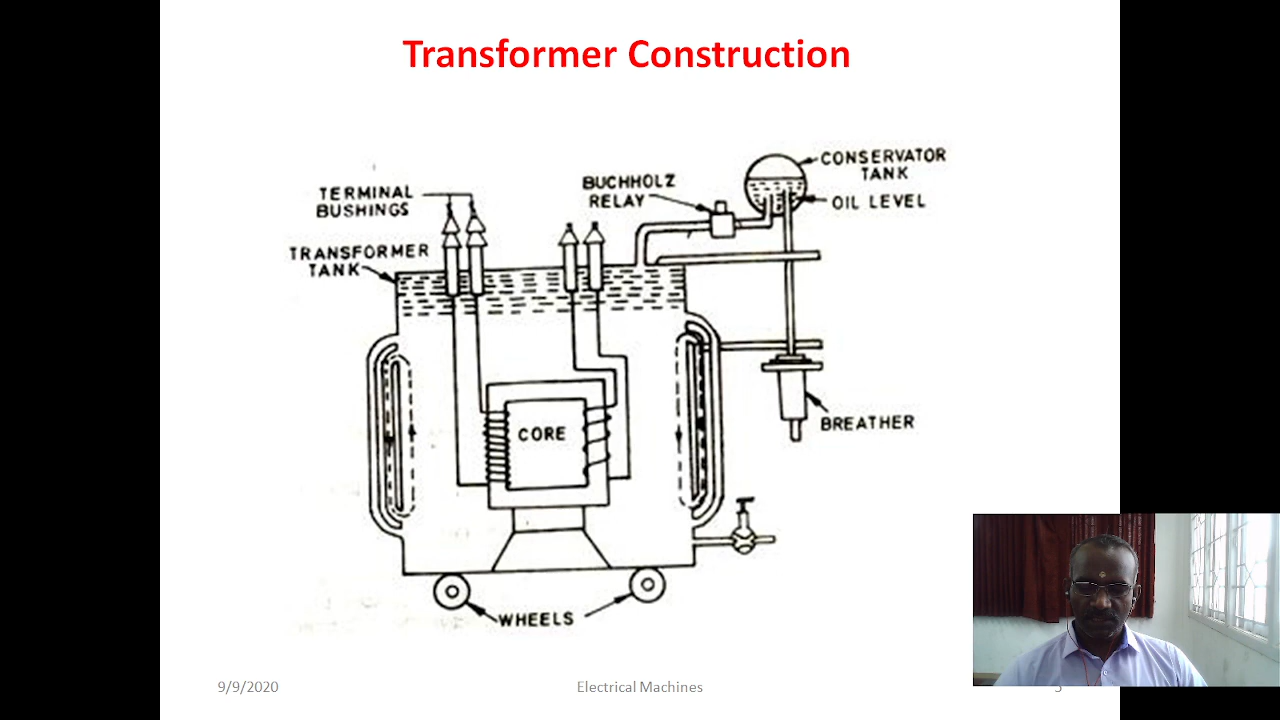 Transformer Construction
CONSERVATOR
TANK
BUCHHOLZ
RELAY
OIL LEVEL
TERMINAL
BUSHINGS
TRANSFORMER
TANK
CORE
BREATHER
WHEELS
9/9/2020
Electrical Machines
5